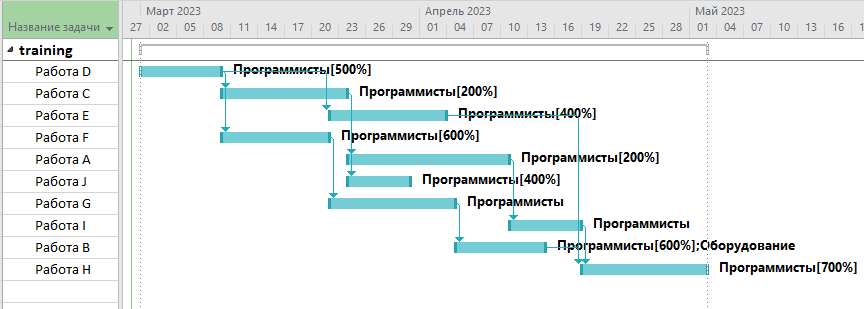 Март 2023 Апрель 2023 Май 2023
Название задачи 27 02 05 08 11 14 17 20 23 26 29 01 04 07 10 13 16 19 22 25 28 01 04 07 10 13 16
training
Работа D Программисты[500%]
Работа C Программисты[200%]
Работа E Программисты[400%]
Работа F Программисты[600%]
Работа A Программисты[200%]
Работа J Программисты[400%]
Работа G Программисты
Работа I Программисты
Работа B Программисты[600%];Оборудование
Работа H Программисты[700%]